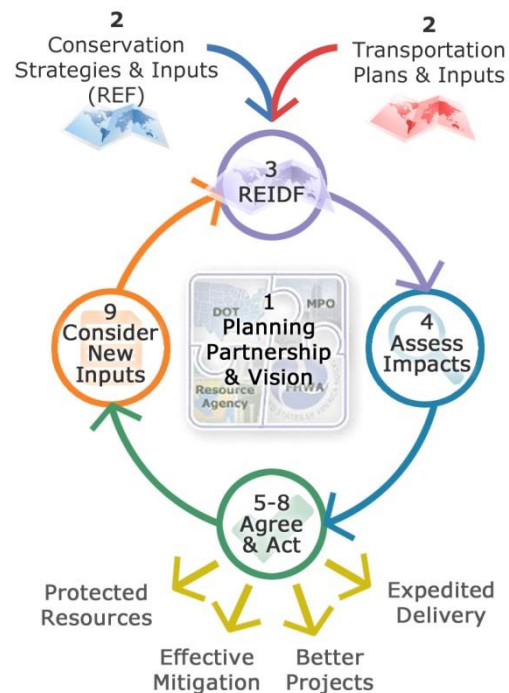 2
Conservation
Strategies & Inputs
(REF)
2
Transportation
Plans & Inputs
3
REIDF
1
Planning
Partnership
& Vision
DOT
MPO
Resource
Agency
FHWA
4
Assess
Impacts
5-8
Agree
& Act
9
Consider
New
Inputs
Protected
Resources
Effective
Mitigation
Better
Projects
Expedited
Delivery